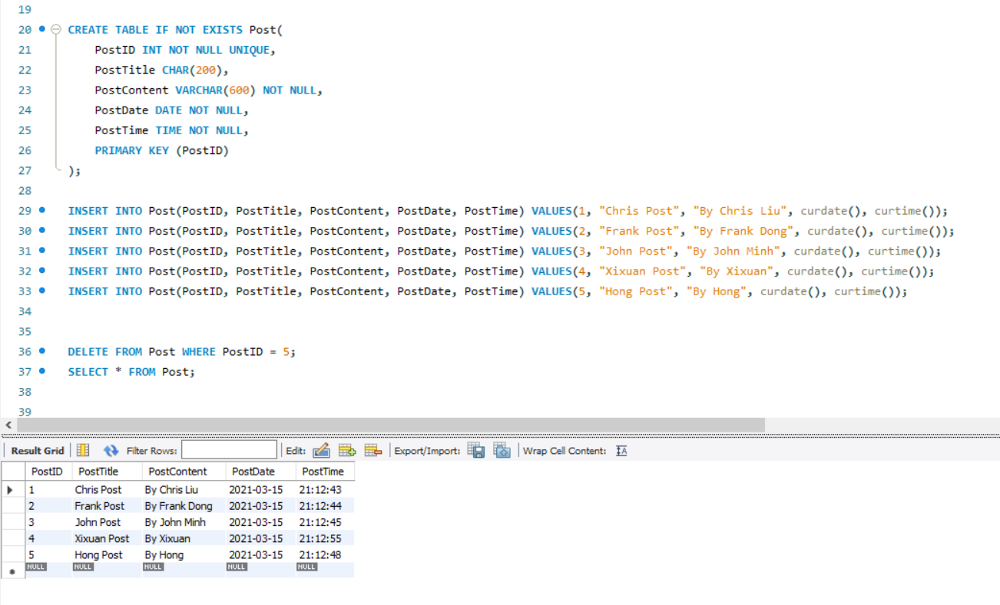 19
20 CREATE TABLE IF NOT EXISTS Post(
21 PostID INT NOT NULL UNIQUE,
22 PostTitle CHAR(200),
23 PostContent VARCHAR(600) NOT NULL,
24 PostDate DATE NOT NULL,
25 PostTime TIME NOT NULL,
26 PRIMARY KEY (PostID)
27 );
28
29 INSERT INTO Post(PostID, PostTitle, PostContent, PostDate, PostTime) VALUES(1, "Chris Post", "By Chris Liu", curdate(), curtime());
30 INSERT INTO Post(PostID, PostTitle, PostContent, PostDate, PostTime) VALUES(2, "Frank Post", "By Frank Dong", curdate(), curtime());
31 INSERT INTO Post(PostID, PostTitle, PostContent, PostDate, PostTime) VALUES(3, "John Post", "By John Minh", curdate(), curtime());
32 INSERT INTO Post(PostID, PostTitle, PostContent, PostDate, PostTime) VALUES(4, "Xixuan Post", "By Xixuan", curdate(), curtime());
33 INSERT INTO Post(PostID, PostTitle, PostContent, PostDate, PostTime) VALUES(5, "Hong Post", "By Hong", curdate(), curtime());
34
35
36 DELETE FROM Post WHERE PostID = 5;
37 SELECT * FROM Post;
38
39
Result Grid Filter Rows: Edit: Export/Import: Wrap Cell Content:
PostID PostTitle PostContent PostDate PostTime
1 Chris Post By Chris Liu 2021-03-15 21:12:43
2 Frank Post By Frank Dong 2021-03-15 21:12:44
3 John Post By John Minh 2021-03-15 21:12:45
4 Xixuan Post By Xixuan 2021-03-15 21:12:55
5 Hong Post By Hong 2021-03-15 21:12:48
NULL NULL NULL NULL NULL